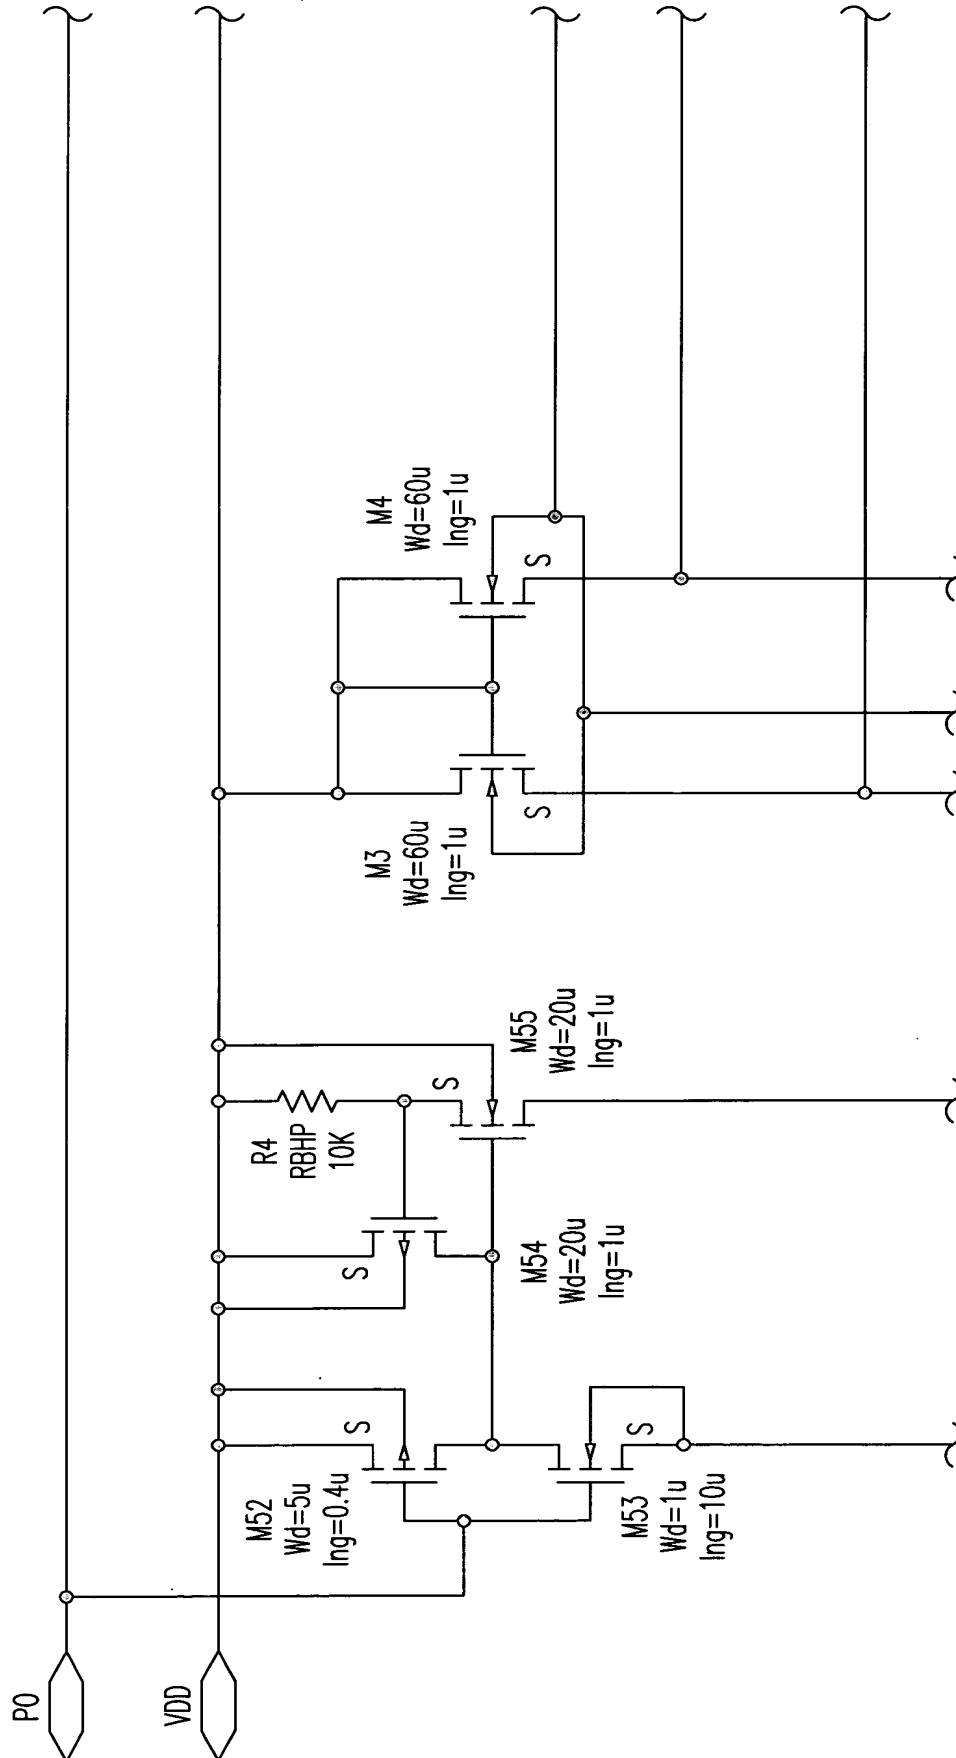 PO
VDD
M52
Wd=5u
lng=0.4u
S
M53
Wd=1u
lng=10u
S
S
M54
Wd=20u
lng=1u
R4
RBHP
10K
S
M55
Wd=20u
lng=1u
M3
Wd=60u
lng=1u
S
M4
Wd=60u
lng=1u
S